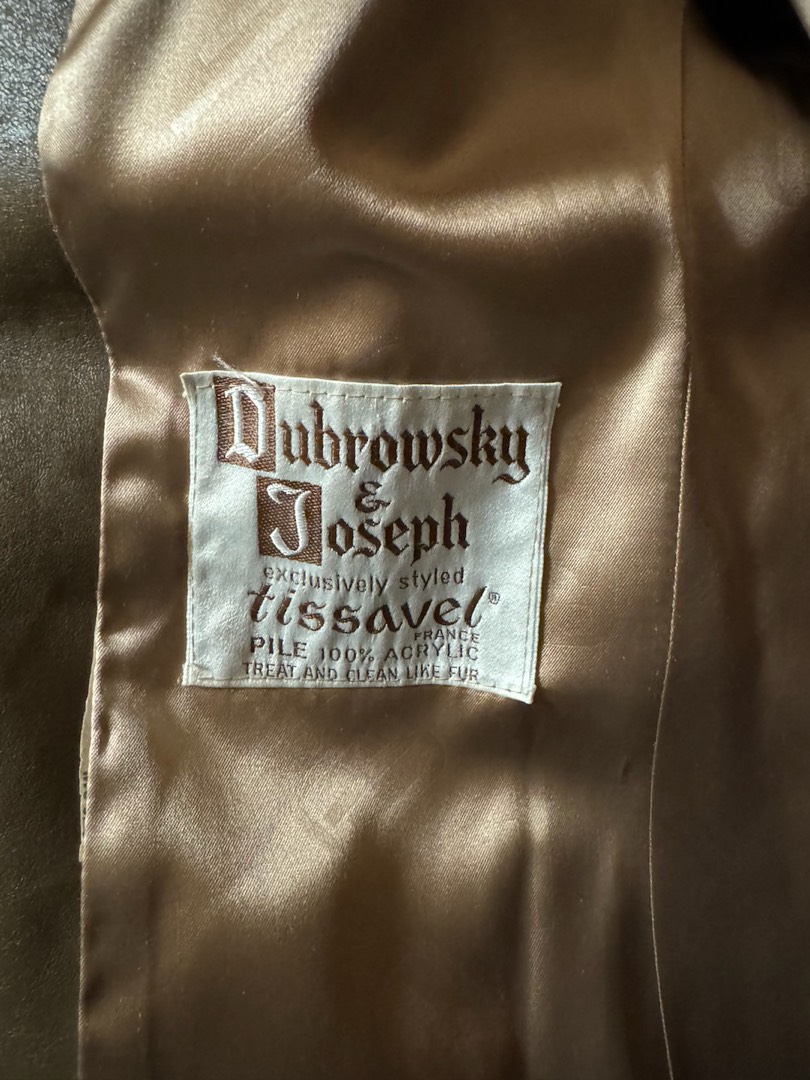 Dubrowsky
&
Joseph
exclusively styled
tissavel®
FRANCE
PILE 100% ACRYLIC
TREAT AND CLEAN LIKE FUR